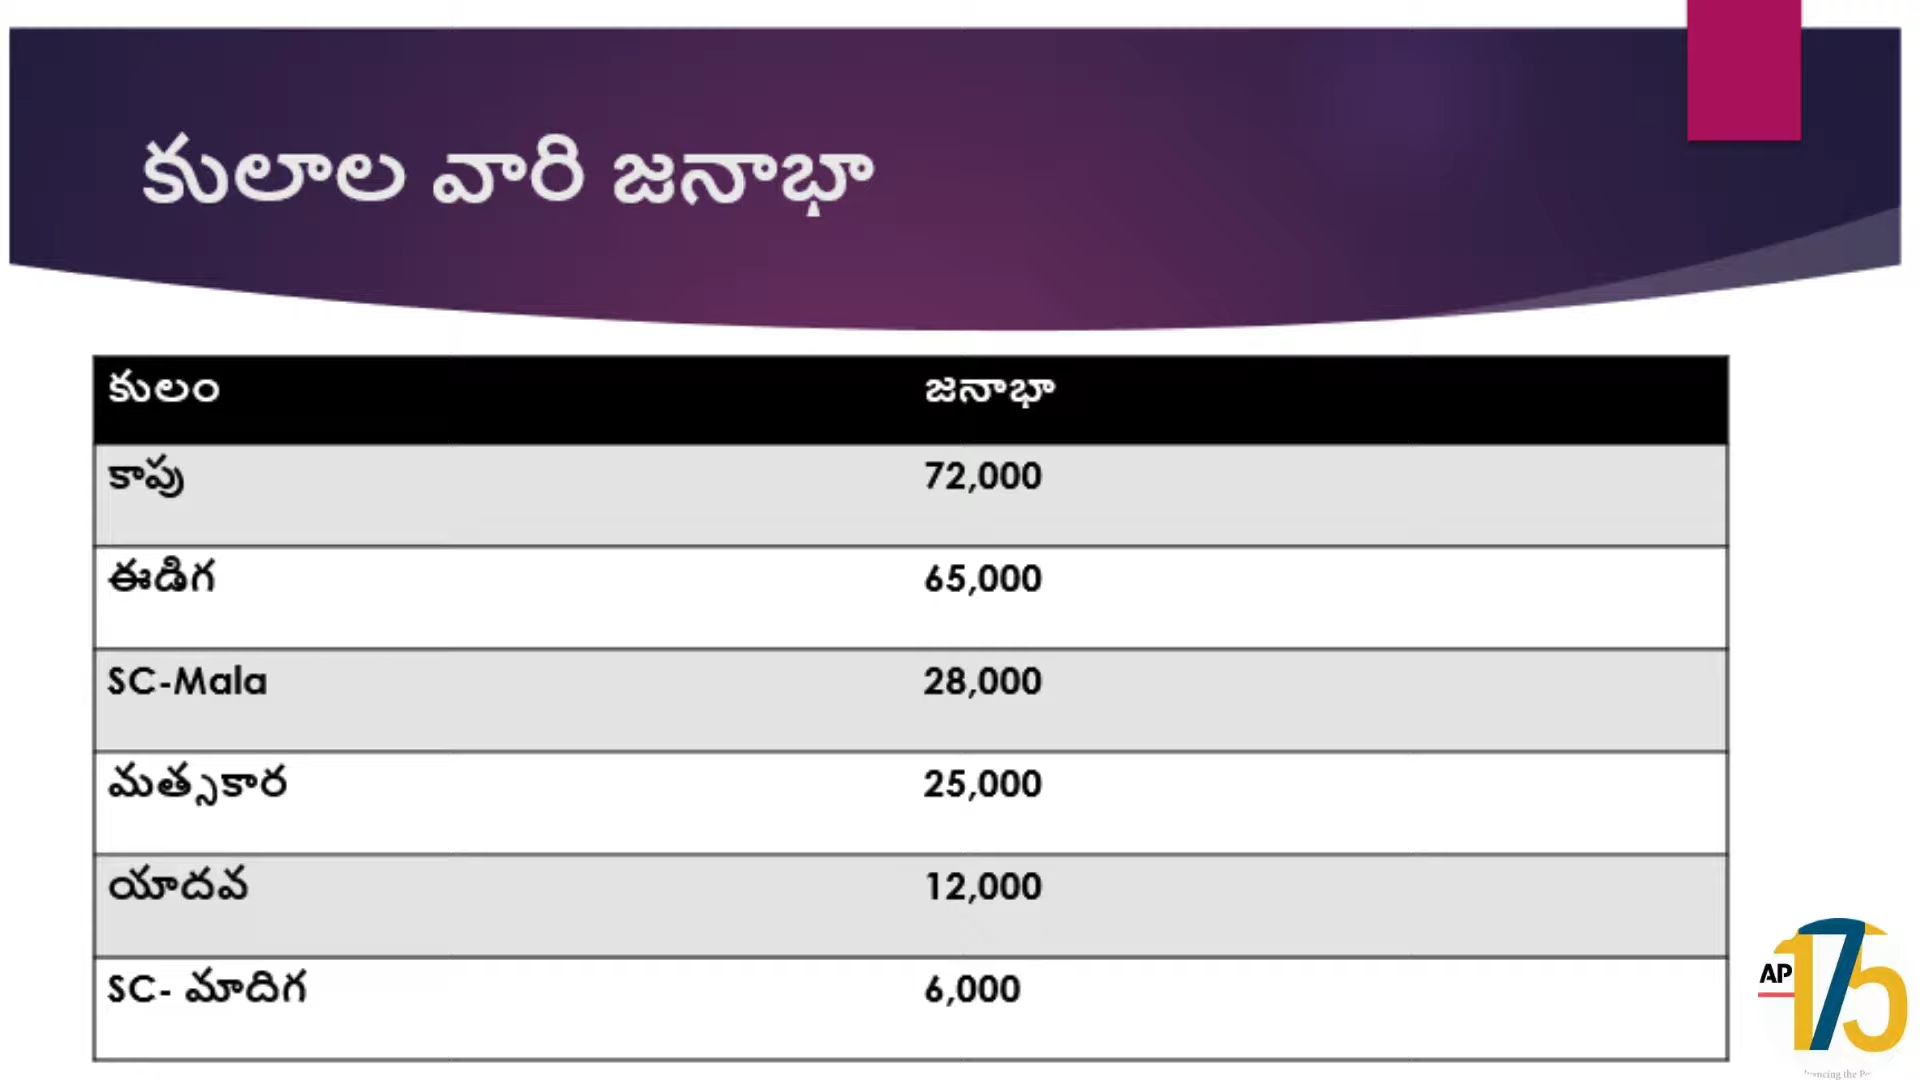 కులాల వారి జనాభా
కులం జనాభా
కాపు 72,000
ఈడిగ 65,000
SC-Mala 28,000
మత్సకార 25,000
యాదవ 12,000
SC- మాదిగ 6,000
AP 175